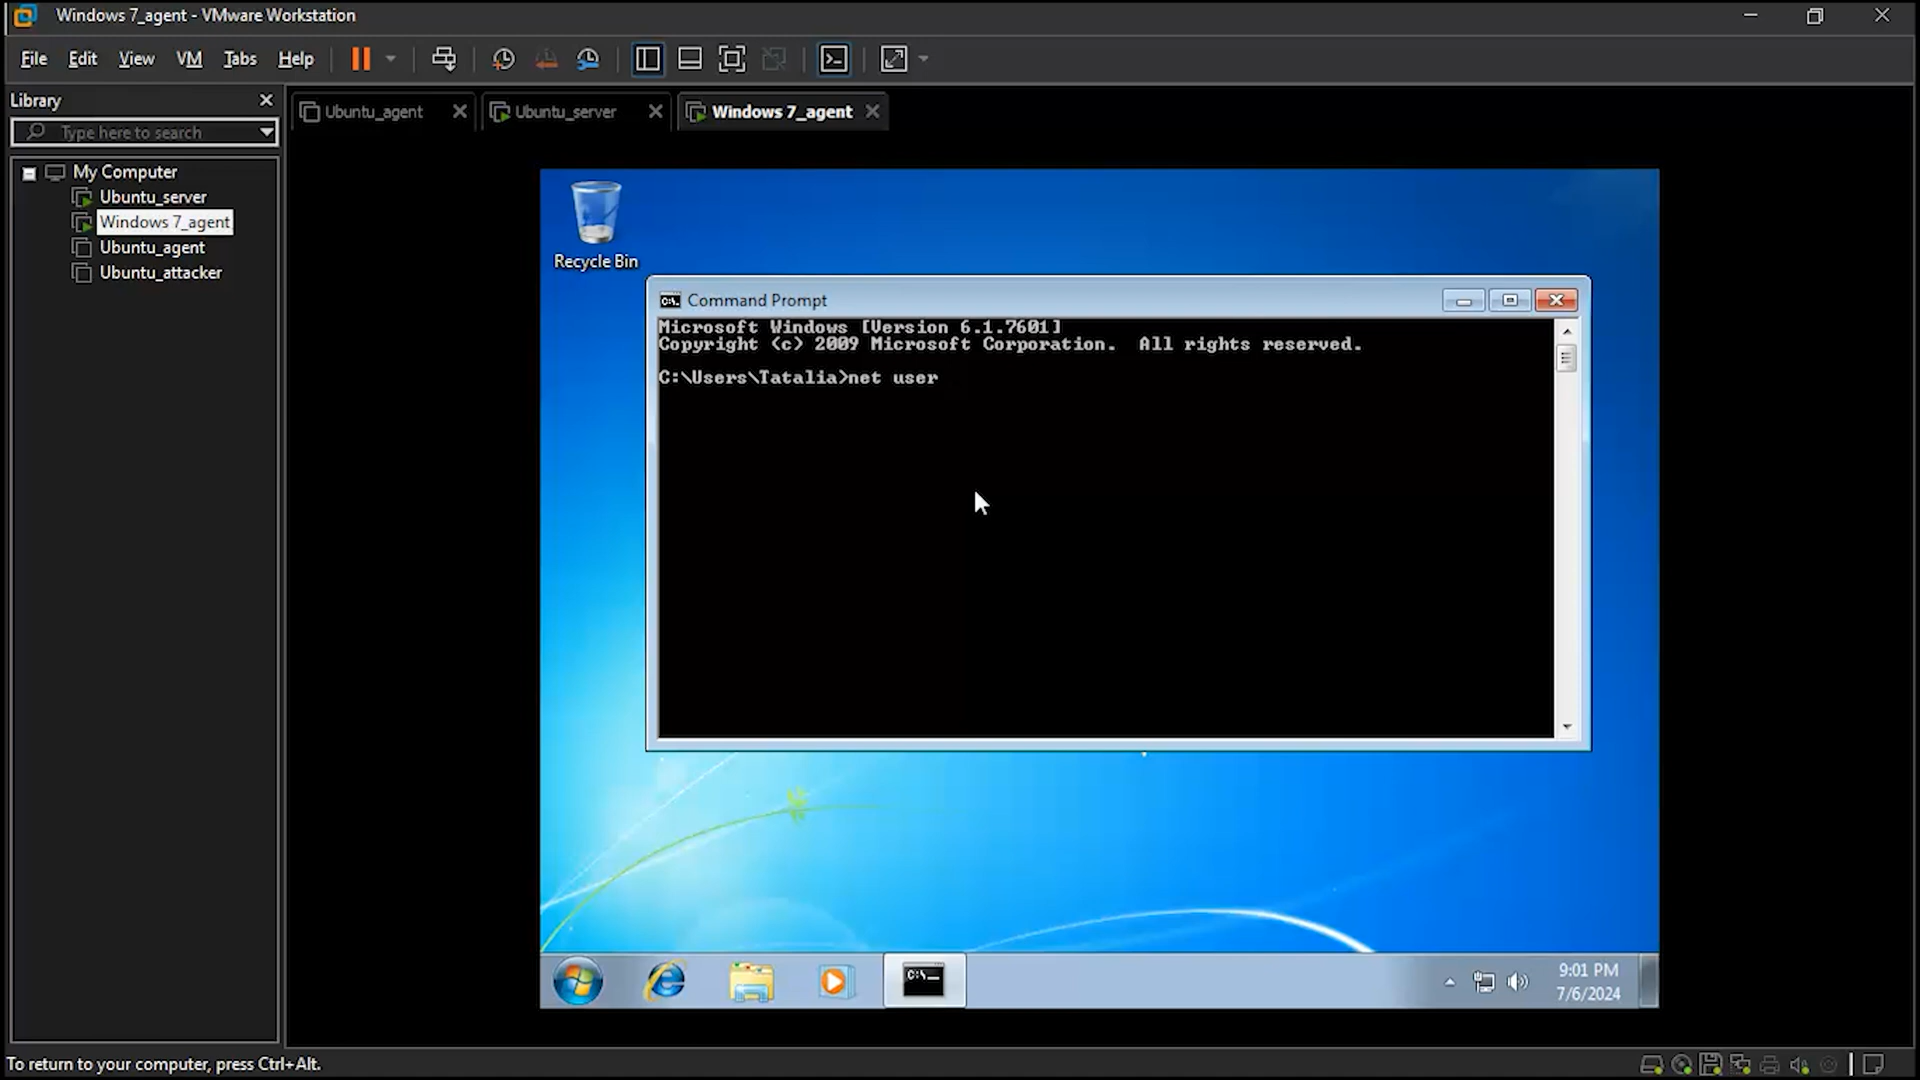 Windows 7_agent - VMware Workstation
File Edit View VM Tabs Help
Library
Type here to search
My Computer
Ubuntu_server
Windows 7_agent
Ubuntu_agent
Ubuntu_attacker
Ubuntu_agent
Ubuntu_server
Windows 7_agent
Recycle Bin
Command Prompt
Microsoft Windows [Version 6.1.7601]
Copyright (c) 2009 Microsoft Corporation.  All rights reserved.
C:\Users\Tatalia>net user
9:01 PM
7/6/2024
To return to your computer, press Ctrl+Alt.